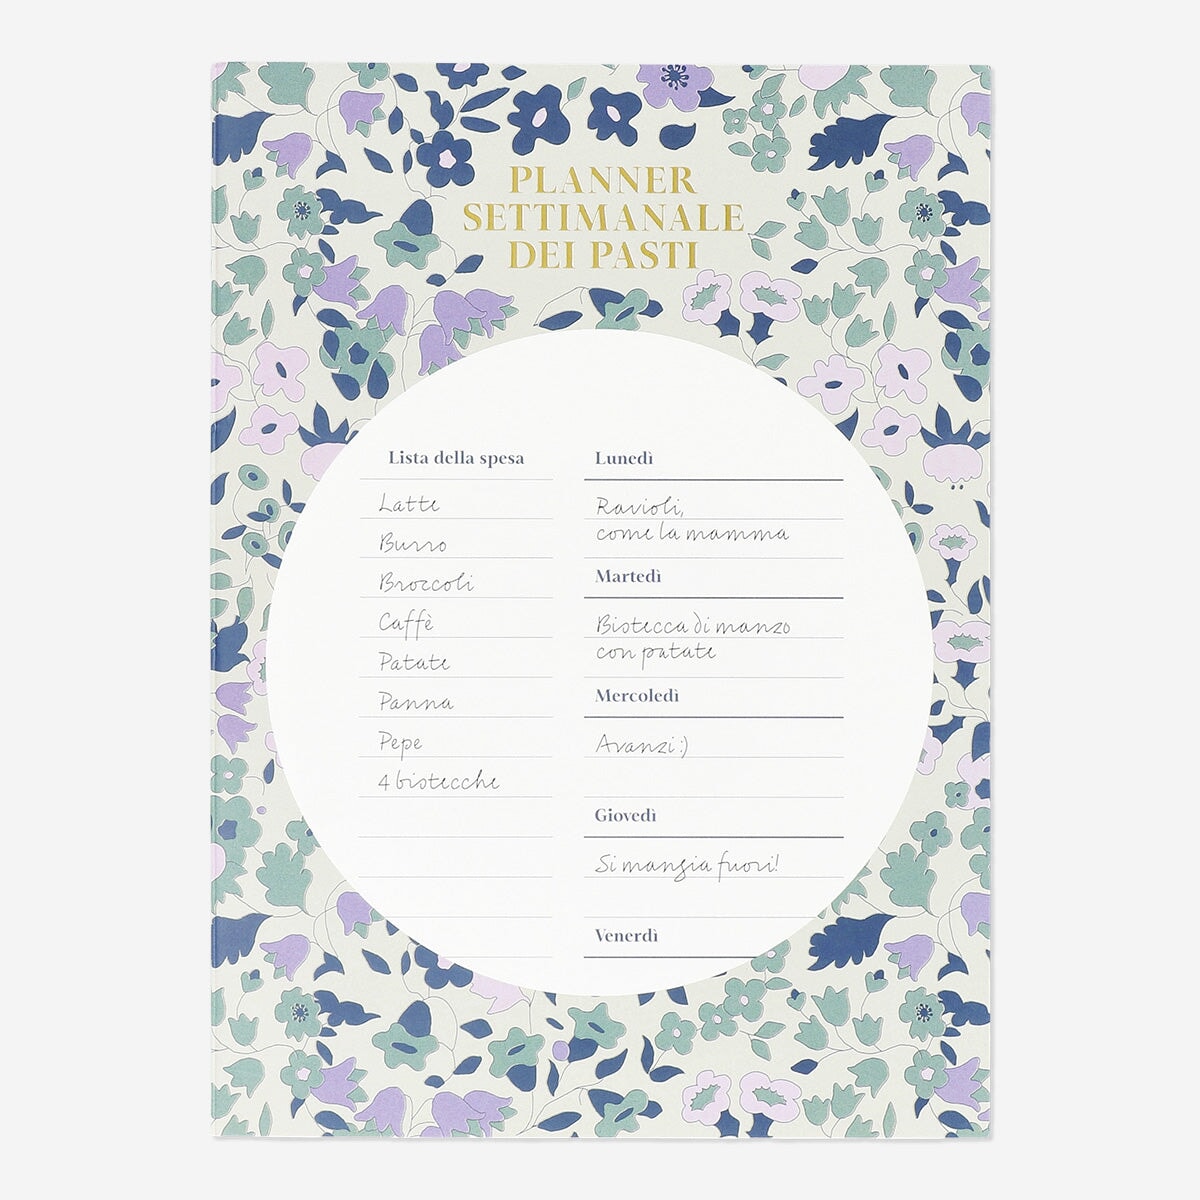 PLANNER
SETTIMANALE
DEI PASTI
Lista della spesa
Latte
Burro
Broccoli
Caffè
Patate
Panna
Pepe
4 bistecche
Lunedì
Ravioli,
come la mamma
Martedì
Bistecca di manzo
con patate
Mercoledì
Avanzi :)
Giovedì
Si mangia fuori!
Venerdì